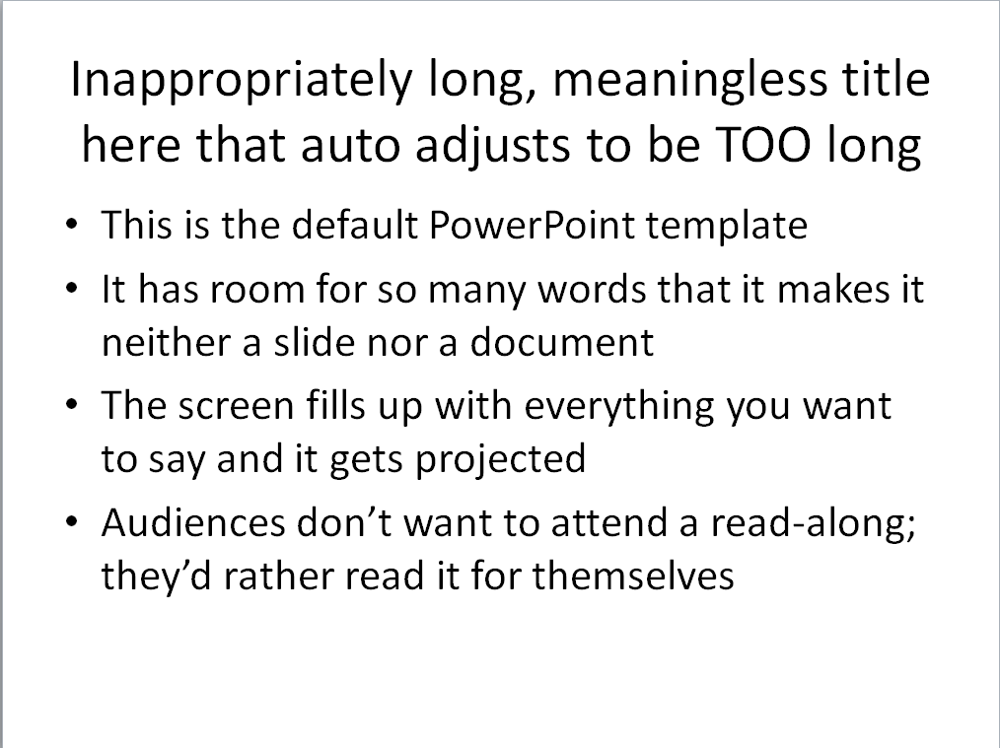 Inappropriately long, meaningless title
here that auto adjusts to be TOO long
• This is the default PowerPoint template
• It has room for so many words that it makes it
neither a slide nor a document
• The screen fills up with everything you want
to say and it gets projected
• Audiences don’t want to attend a read-along;
they’d rather read it for themselves